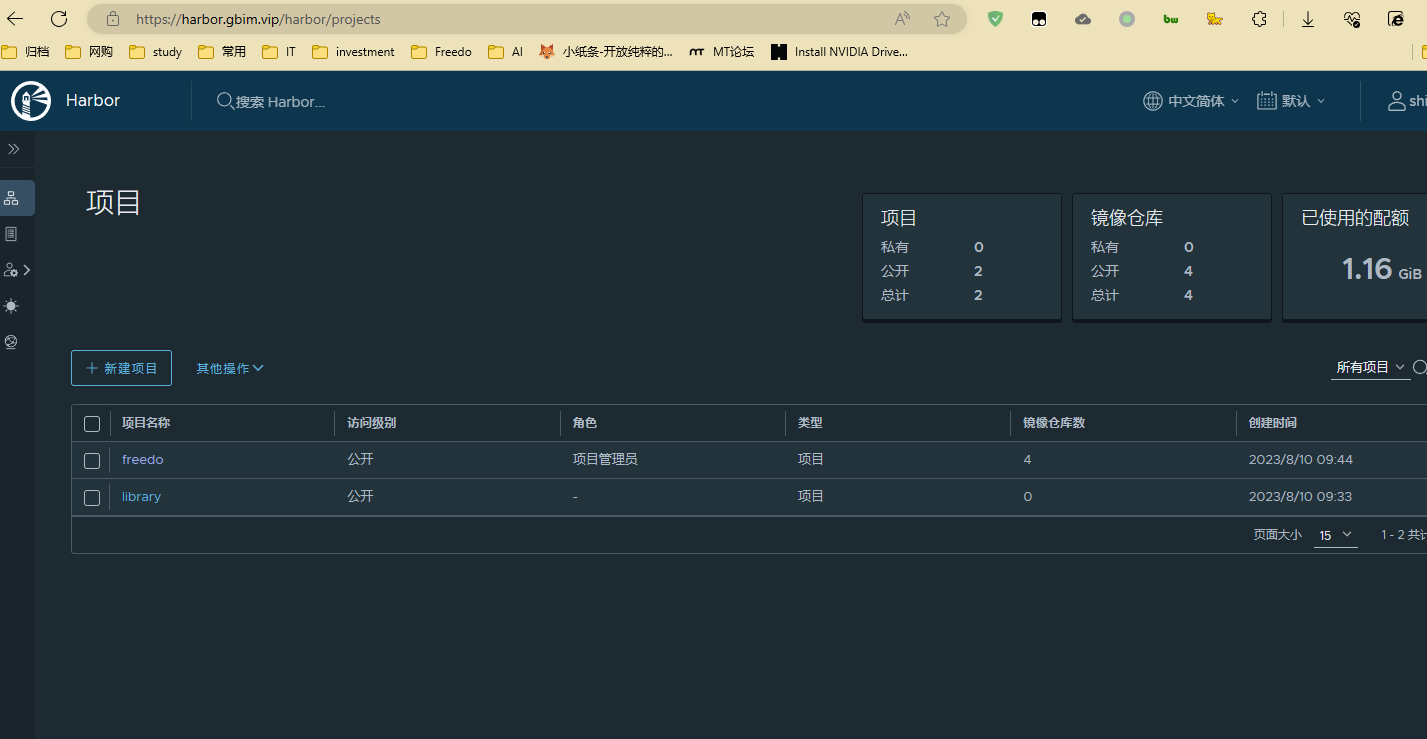 https://harbor.gbim.vip/harbor/projects
归档 网购 study 常用 IT investment Freedo AI 小纸条-开放纯粹的... MT论坛 Install NVIDIA Drive...
Harbor 搜索 Harbor... 中文简体 默认 shi
项目
项目 镜像仓库 已使用的配额
私有 0 私有 0
公开 2 公开 4 1.16 GiB
总计 2 总计 4
新建项目 其他操作 所有项目
项目名称 访问级别 角色 类型 镜像仓库数 创建时间
freedo 公开 项目管理员 项目 4 2023/8/10 09:44
library 公开 - 项目 0 2023/8/10 09:33
页面大小 15 1 - 2 共计